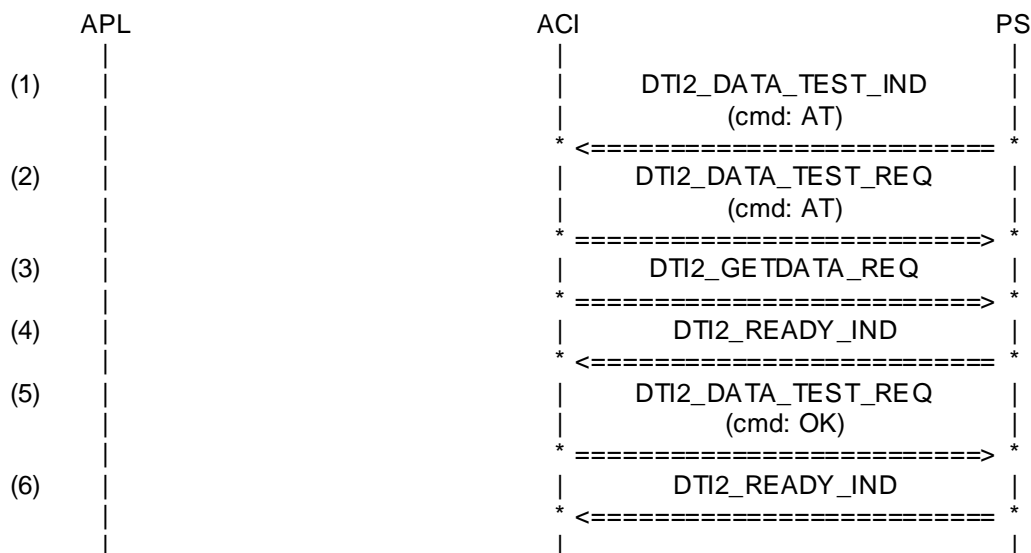 APL ACI PS
| | |
(1) | | DTI2_DATA_TEST_IND |
| | (cmd: AT) |
| * <========================== *
(2) | | DTI2_DATA_TEST_REQ |
| | (cmd: AT) |
| * ==========================> *
(3) | | DTI2_GETDATA_REQ |
| * ==========================> *
(4) | | DTI2_READY_IND |
| * <========================== *
(5) | | DTI2_DATA_TEST_REQ |
| | (cmd: OK) |
| * ==========================> *
(6) | | DTI2_READY_IND |
| * <========================== *
| | |